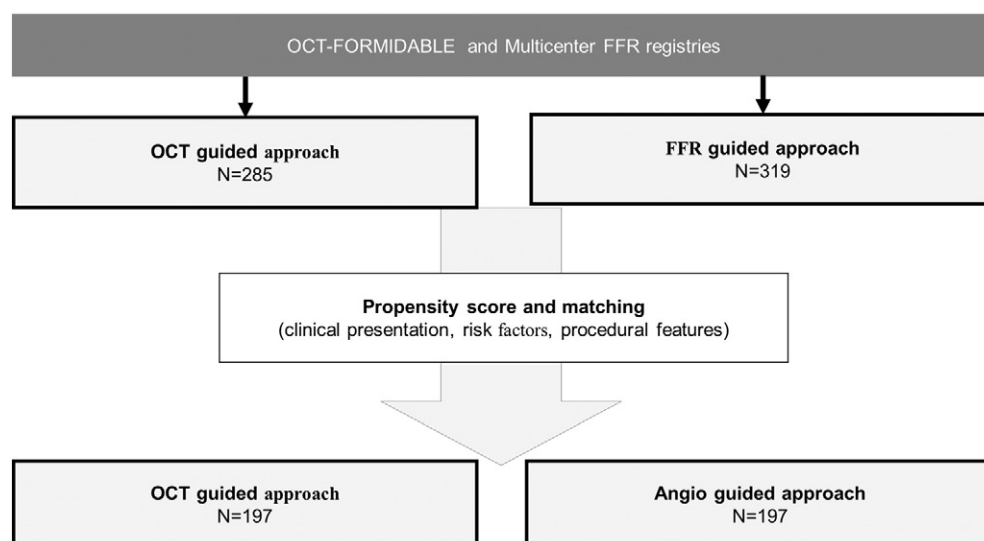 OCT-FORMIDABLE and Multicenter FFR registries
OCT guided approach
N=285
FFR guided approach
N=319
Propensity score and matching
(clinical presentation, risk factors, procedural features)
OCT guided approach
N=197
Angio guided approach
N=197